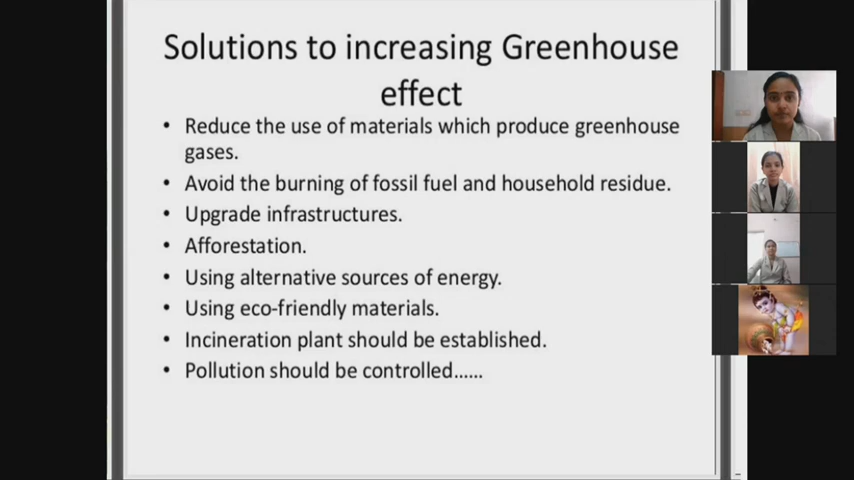 Solutions to increasing Greenhouse
effect
• Reduce the use of materials which produce greenhouse
gases.
• Avoid the burning of fossil fuel and household residue.
• Upgrade infrastructures.
• Afforestation.
• Using alternative sources of energy.
• Using eco-friendly materials.
• Incineration plant should be established.
• Pollution should be controlled......